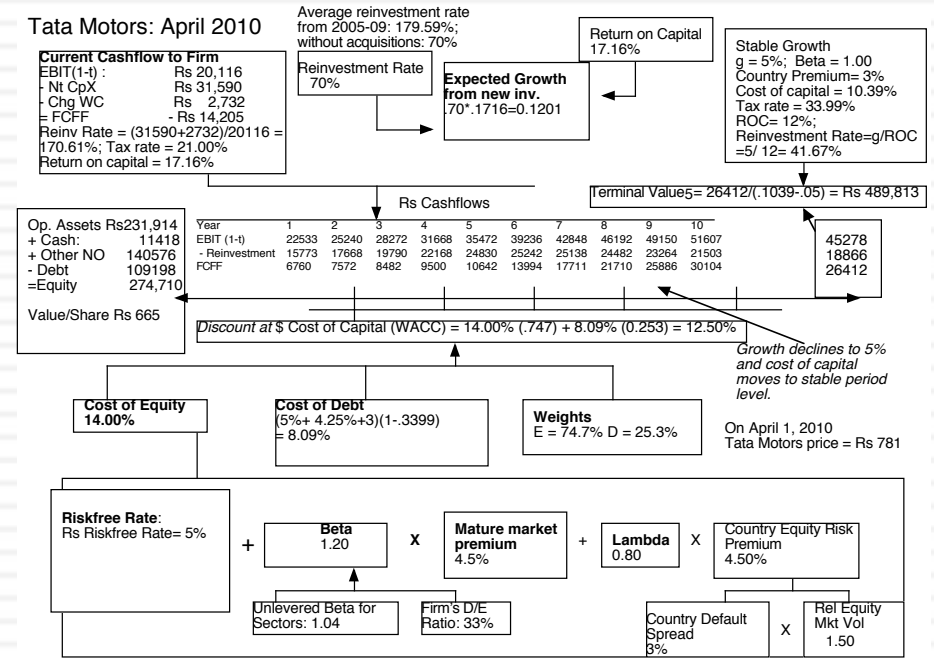 Tata Motors: April 2010
Average reinvestment rate
from 2005-09: 179.59%;
without acquisitions: 70%
Current Cashflow to Firm
EBIT(1-t) : Rs 20,116
- Nt CpX Rs 31,590
- Chg WC Rs 2,732
= FCFF - Rs 14,205
Reinv Rate = (31590+2732)/20116 =
170.61%; Tax rate = 21.00%
Return on capital = 17.16%
Reinvestment Rate
70%
Expected Growth
from new inv.
.70*.1716=0.1201
Return on Capital
17.16%
Stable Growth
g = 5%; Beta = 1.00
Country Premium= 3%
Cost of capital = 10.39%
Tax rate = 33.99%
ROC= 12%;
Reinvestment Rate=g/ROC
=5/ 12= 41.67%
Terminal Value5= 26412/(.1039-.05) = Rs 489,813
Rs Cashflows
Op. Assets Rs231,914
+ Cash: 11418
+ Other NO 140576
- Debt 109198
=Equity 274,710
Value/Share Rs 665
Year 1 2 3 4 5 6 7 8 9 10
EBIT (1-t) 22533 25240 28272 31668 35472 39236 42848 46192 49150 51607
- Reinvestment 15773 17668 19790 22168 24830 25242 25138 24482 23264 21503
FCFF 6760 7572 8482 9500 10642 13994 17711 21710 25886 30104
45278
18866
26412
Discount at $ Cost of Capital (WACC) = 14.00% (.747) + 8.09% (0.253) = 12.50%
Growth declines to 5%
and cost of capital
moves to stable period
level.
Cost of Equity
14.00%
Cost of Debt
(5%+ 4.25%+3)(1-.3399)
= 8.09%
Weights
E = 74.7% D = 25.3%
On April 1, 2010
Tata Motors price = Rs 781
Riskfree Rate:
Rs Riskfree Rate= 5%
+
Beta
1.20
X
Mature market
premium
4.5%
+
Lambda
0.80
X
Country Equity Risk
Premium
4.50%
Unlevered Beta for
Sectors: 1.04
Firm's D/E
Ratio: 33%
Country Default
Spread
3%
X
Rel Equity
Mkt Vol
1.50